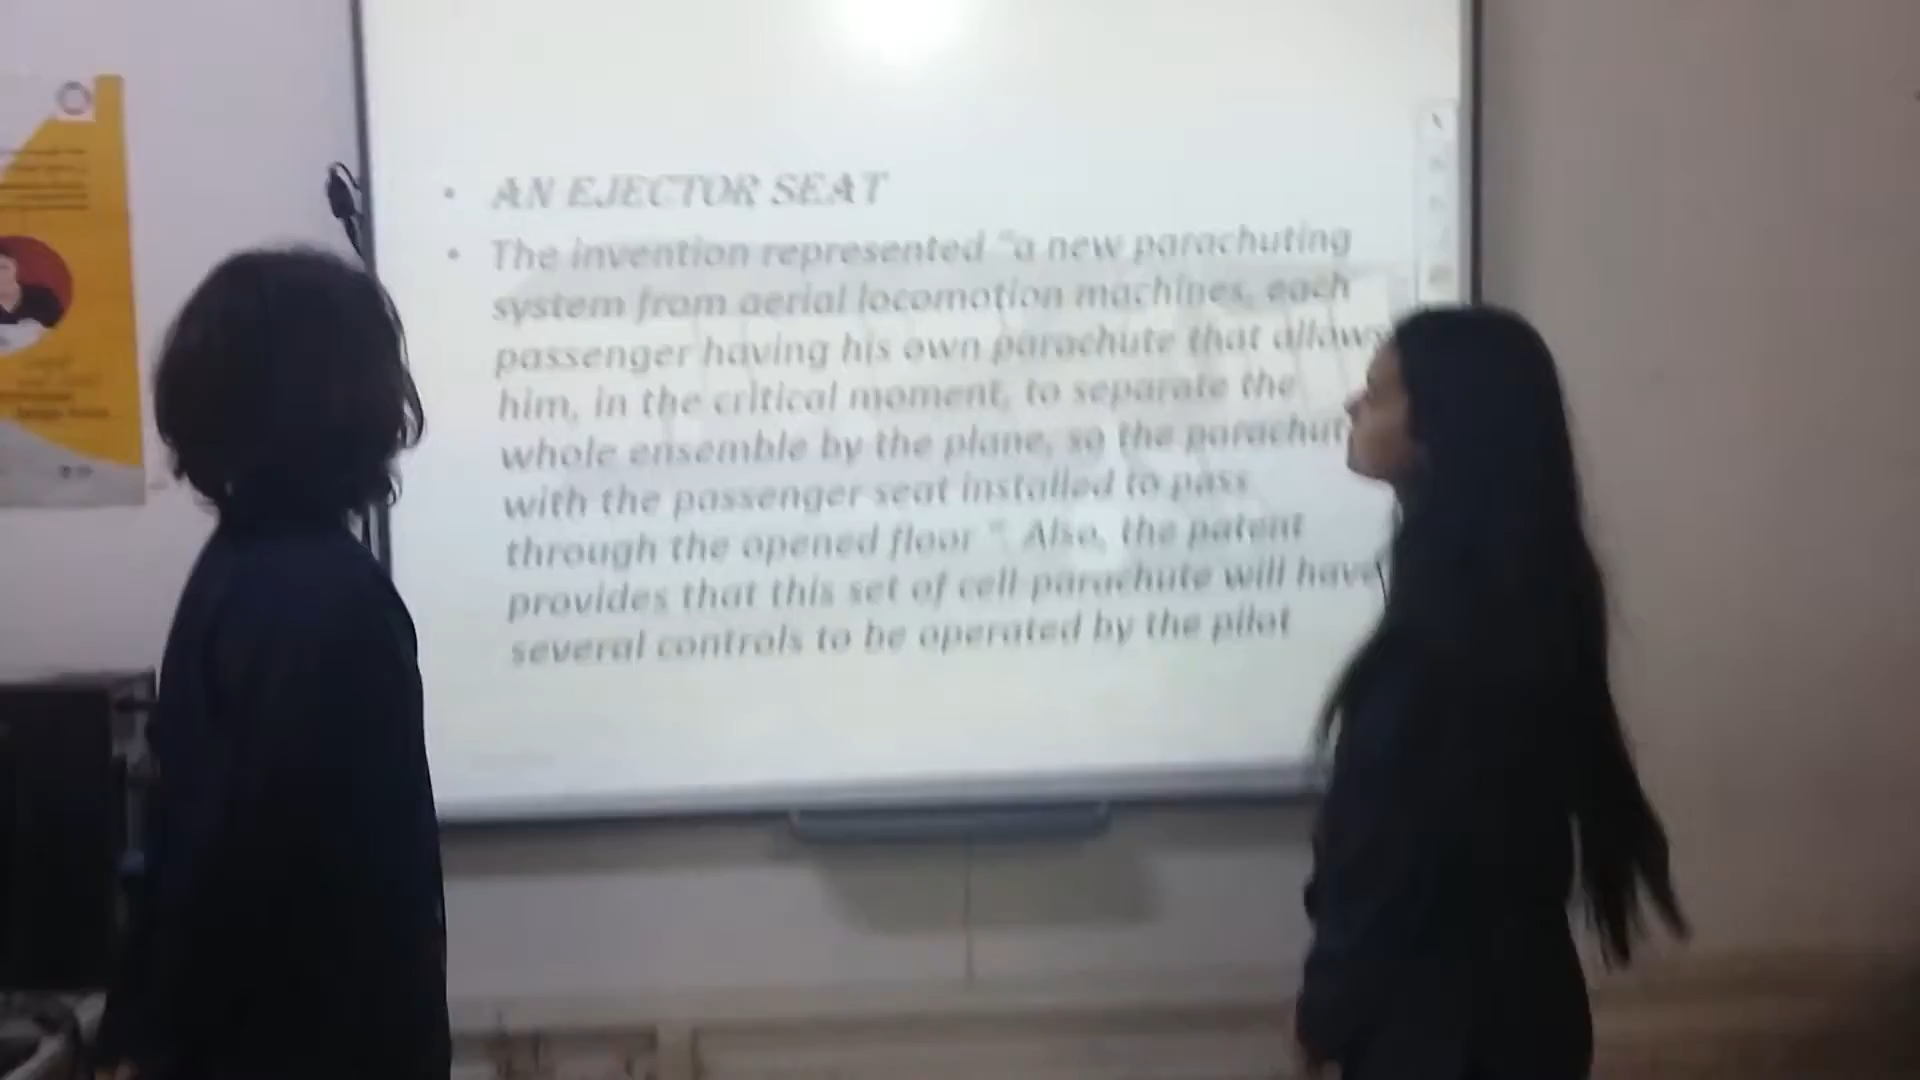 • AN EJECTOR SEAT
• The invention represented "a new parachuting
system from aerial locomotion machines, each
passenger having his own parachute that allows
him, in the critical moment, to separate the
whole ensemble by the plane, so the parachut
with the passenger seat installed to pass
through the opened floor " Also, the patent
provides that this set of cell parachute will have
several controls to be operated by the pilot